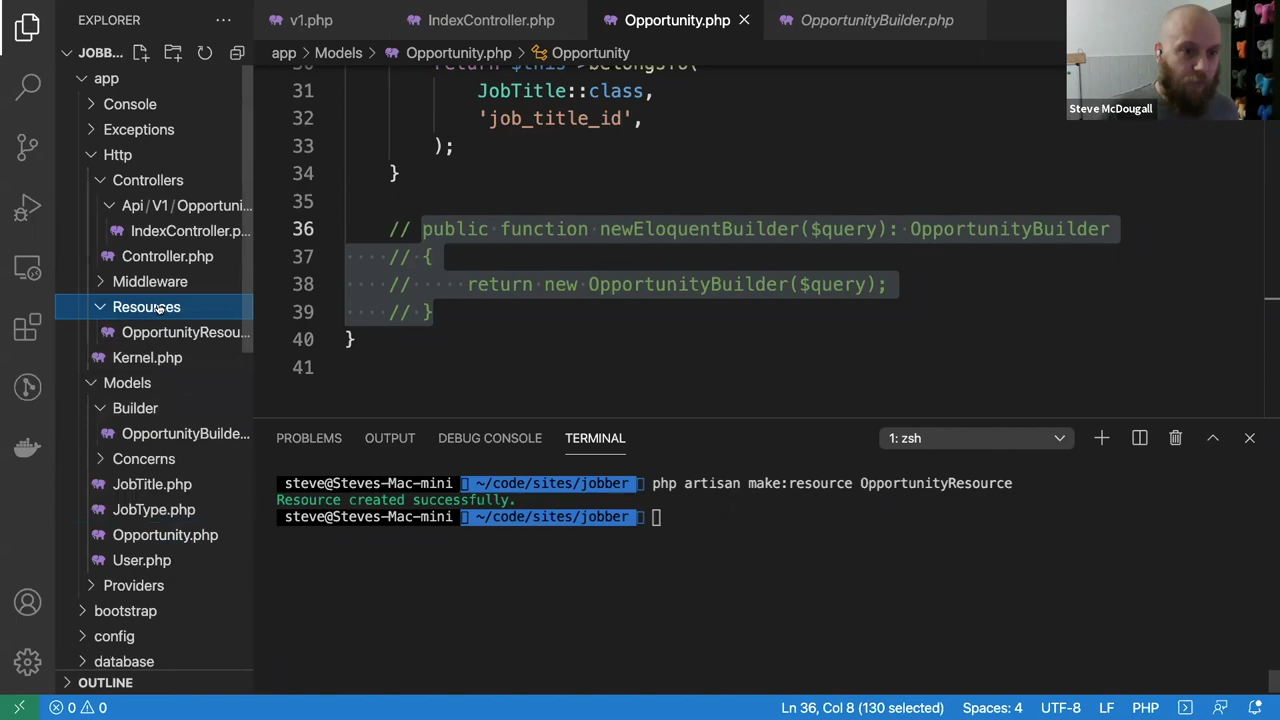 EXPLORER
v1.php
IndexController.php
Opportunity.php
OpportunityBuilder.php
JOBB...
app > Models > Opportunity.php > Opportunity
app
Console
Exceptions
Http
Controllers
Api/V1/Opportuni...
IndexController.p...
Controller.php
Middleware
Resources
OpportunityResou...
Kernel.php
Models
Builder
OpportunityBuilde...
Concerns
JobTitle.php
JobType.php
Opportunity.php
User.php
Providers
bootstrap
config
database
OUTLINE
30 return $this->belongsTo(
31 JobTitle::class,
32 'job_title_id',
33 );
34 }
35
36 // public function newEloquentBuilder($query): OpportunityBuilder
37 // {
38 // return new OpportunityBuilder($query);
39 // }
40 }
41
Steve McDougall
PROBLEMS OUTPUT DEBUG CONSOLE TERMINAL
1: zsh
steve@Steves-Mac-mini ~/code/sites/jobber php artisan make:resource OpportunityResource
Resource created successfully.
steve@Steves-Mac-mini ~/code/sites/jobber
0 0
Ln 36, Col 8 (130 selected) Spaces: 4 UTF-8 LF PHP